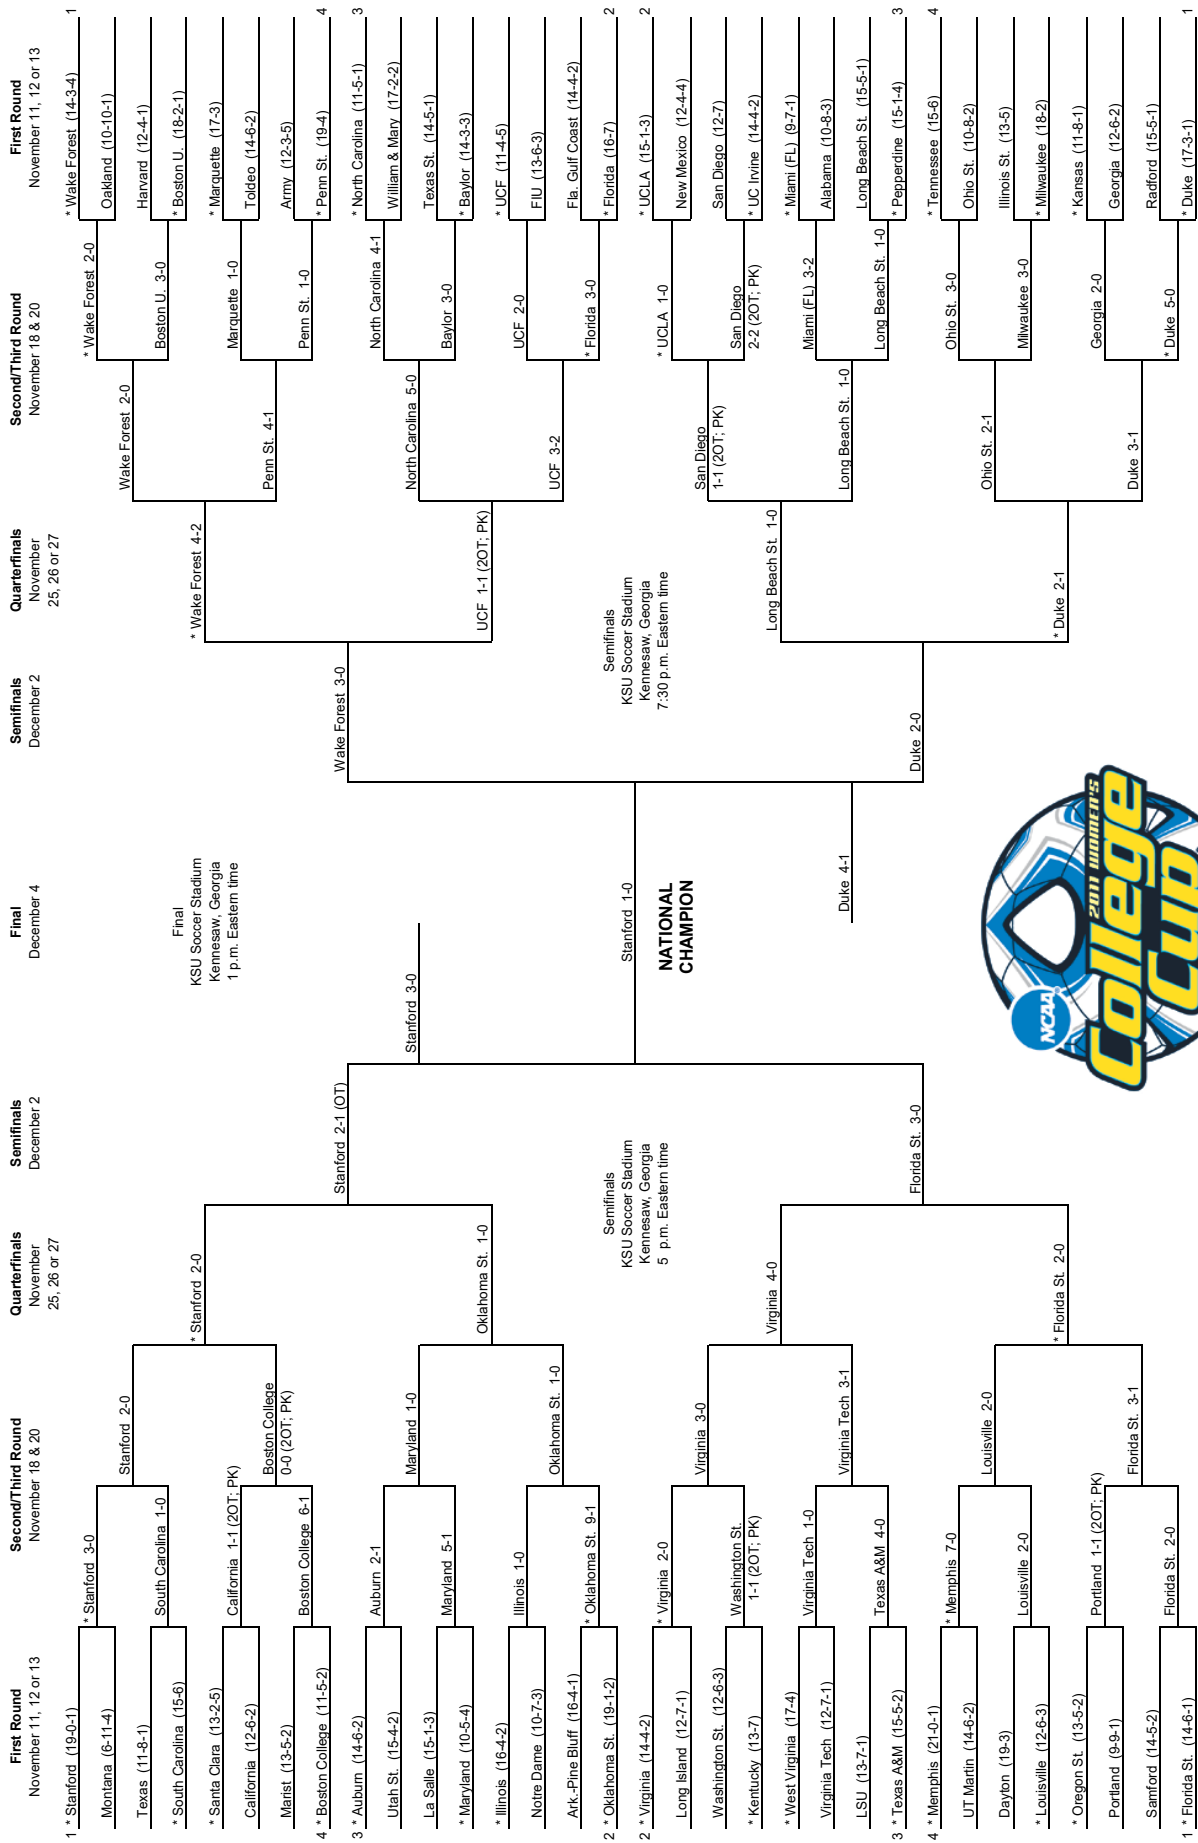 First Round
November 11, 12 or 13
Second/Third Round
November 18 & 20
Quarterfinals
November
25, 26 or 27
Semifinals
December 2
Final
December 4
Semifinals
December 2
Quarterfinals
November
25, 26 or 27
Second/Third Round
November 18 & 20
First Round
November 11, 12 or 13
1 * Stanford (19-0-1)
Montana (6-11-4)
Texas (11-8-1)
* South Carolina (15-6)
* Santa Clara (13-2-5)
California (12-6-2)
Marist (13-5-2)
4 * Boston College (11-5-2)
3 * Auburn (14-6-2)
Utah St. (15-4-2)
La Salle (15-1-3)
* Maryland (10-5-4)
* Illinois (16-4-2)
Notre Dame (10-7-3)
Ark.-Pine Bluff (16-4-1)
2 * Oklahoma St. (19-1-2)
2 * Virginia (14-4-2)
Long Island (12-7-1)
Washington St. (12-6-3)
* Kentucky (13-7)
* West Virginia (17-4)
Virginia Tech (12-7-1)
LSU (13-7-1)
3 * Texas A&M (15-5-2)
4 * Memphis (21-0-1)
UT Martin (14-6-2)
Dayton (19-3)
* Louisville (12-6-3)
* Oregon St. (13-5-2)
Portland (9-9-1)
Samford (14-5-2)
1 * Florida St. (14-6-1)
* Stanford 3-0
South Carolina 1-0
California 1-1 (2OT; PK)
Boston College 6-1
Auburn 2-1
Maryland 5-1
Illinois 1-0
* Oklahoma St. 9-1
* Virginia 2-0
Washington St.
1-1 (2OT; PK)
Virginia Tech 1-0
Texas A&M 4-0
* Memphis 7-0
Louisville 2-0
Portland 1-1 (2OT; PK)
Florida St. 2-0
Stanford 2-0
Boston College
0-0 (2OT; PK)
Maryland 1-0
Oklahoma St. 1-0
Virginia 3-0
Virginia Tech 3-1
Louisville 2-0
Florida St. 3-1
* Stanford 2-0
Oklahoma St. 1-0
Virginia 4-0
* Florida St. 2-0
Stanford 2-1 (OT)
Semifinals
KSU Soccer Stadium
Kennesaw, Georgia
5 p.m. Eastern time
Florida St. 3-0
Stanford 3-0
Final
KSU Soccer Stadium
Kennesaw, Georgia
1 p.m. Eastern time
Stanford 1-0
NATIONAL
CHAMPION
Duke 4-1
NCAA
2011 WOMEN'S
College
Cup
Wake Forest 3-0
Semifinals
KSU Soccer Stadium
Kennesaw, Georgia
7:30 p.m. Eastern time
Duke 2-0
* Wake Forest 4-2
UCF 1-1 (2OT; PK)
Long Beach St. 1-0
* Duke 2-1
Wake Forest 2-0
Penn St. 4-1
North Carolina 5-0
UCF 3-2
San Diego
1-1 (2OT; PK)
Long Beach St. 1-0
Ohio St. 2-1
Duke 3-1
* Wake Forest 2-0
Boston U. 3-0
Marquette 1-0
Penn St. 1-0
North Carolina 4-1
Baylor 3-0
UCF 2-0
* Florida 3-0
* UCLA 1-0
San Diego
2-2 (2OT; PK)
Miami (FL) 3-2
Long Beach St. 1-0
Ohio St. 3-0
Milwaukee 3-0
Georgia 2-0
* Duke 5-0
* Wake Forest (14-3-4) 1
Oakland (10-10-1)
Harvard (12-4-1)
* Boston U. (18-2-1)
* Marquette (17-3)
Toldeo (14-6-2)
Army (12-3-5)
* Penn St. (19-4) 4
* North Carolina (11-5-1) 3
William & Mary (17-2-2)
Texas St. (14-5-1)
* Baylor (14-3-3)
* UCF (11-4-5)
FIU (13-6-3)
Fla. Gulf Coast (14-4-2)
* Florida (16-7) 2
* UCLA (15-1-3) 2
New Mexico (12-4-4)
San Diego (12-7)
* UC Irvine (14-4-2)
* Miami (FL) (9-7-1)
Alabama (10-8-3)
Long Beach St. (15-5-1)
* Pepperdine (15-1-4) 3
* Tennessee (15-6) 4
Ohio St. (10-8-2)
Illinois St. (13-5)
* Milwaukee (18-2)
* Kansas (11-8-1)
Georgia (12-6-2)
Radford (15-5-1)
* Duke (17-3-1) 1